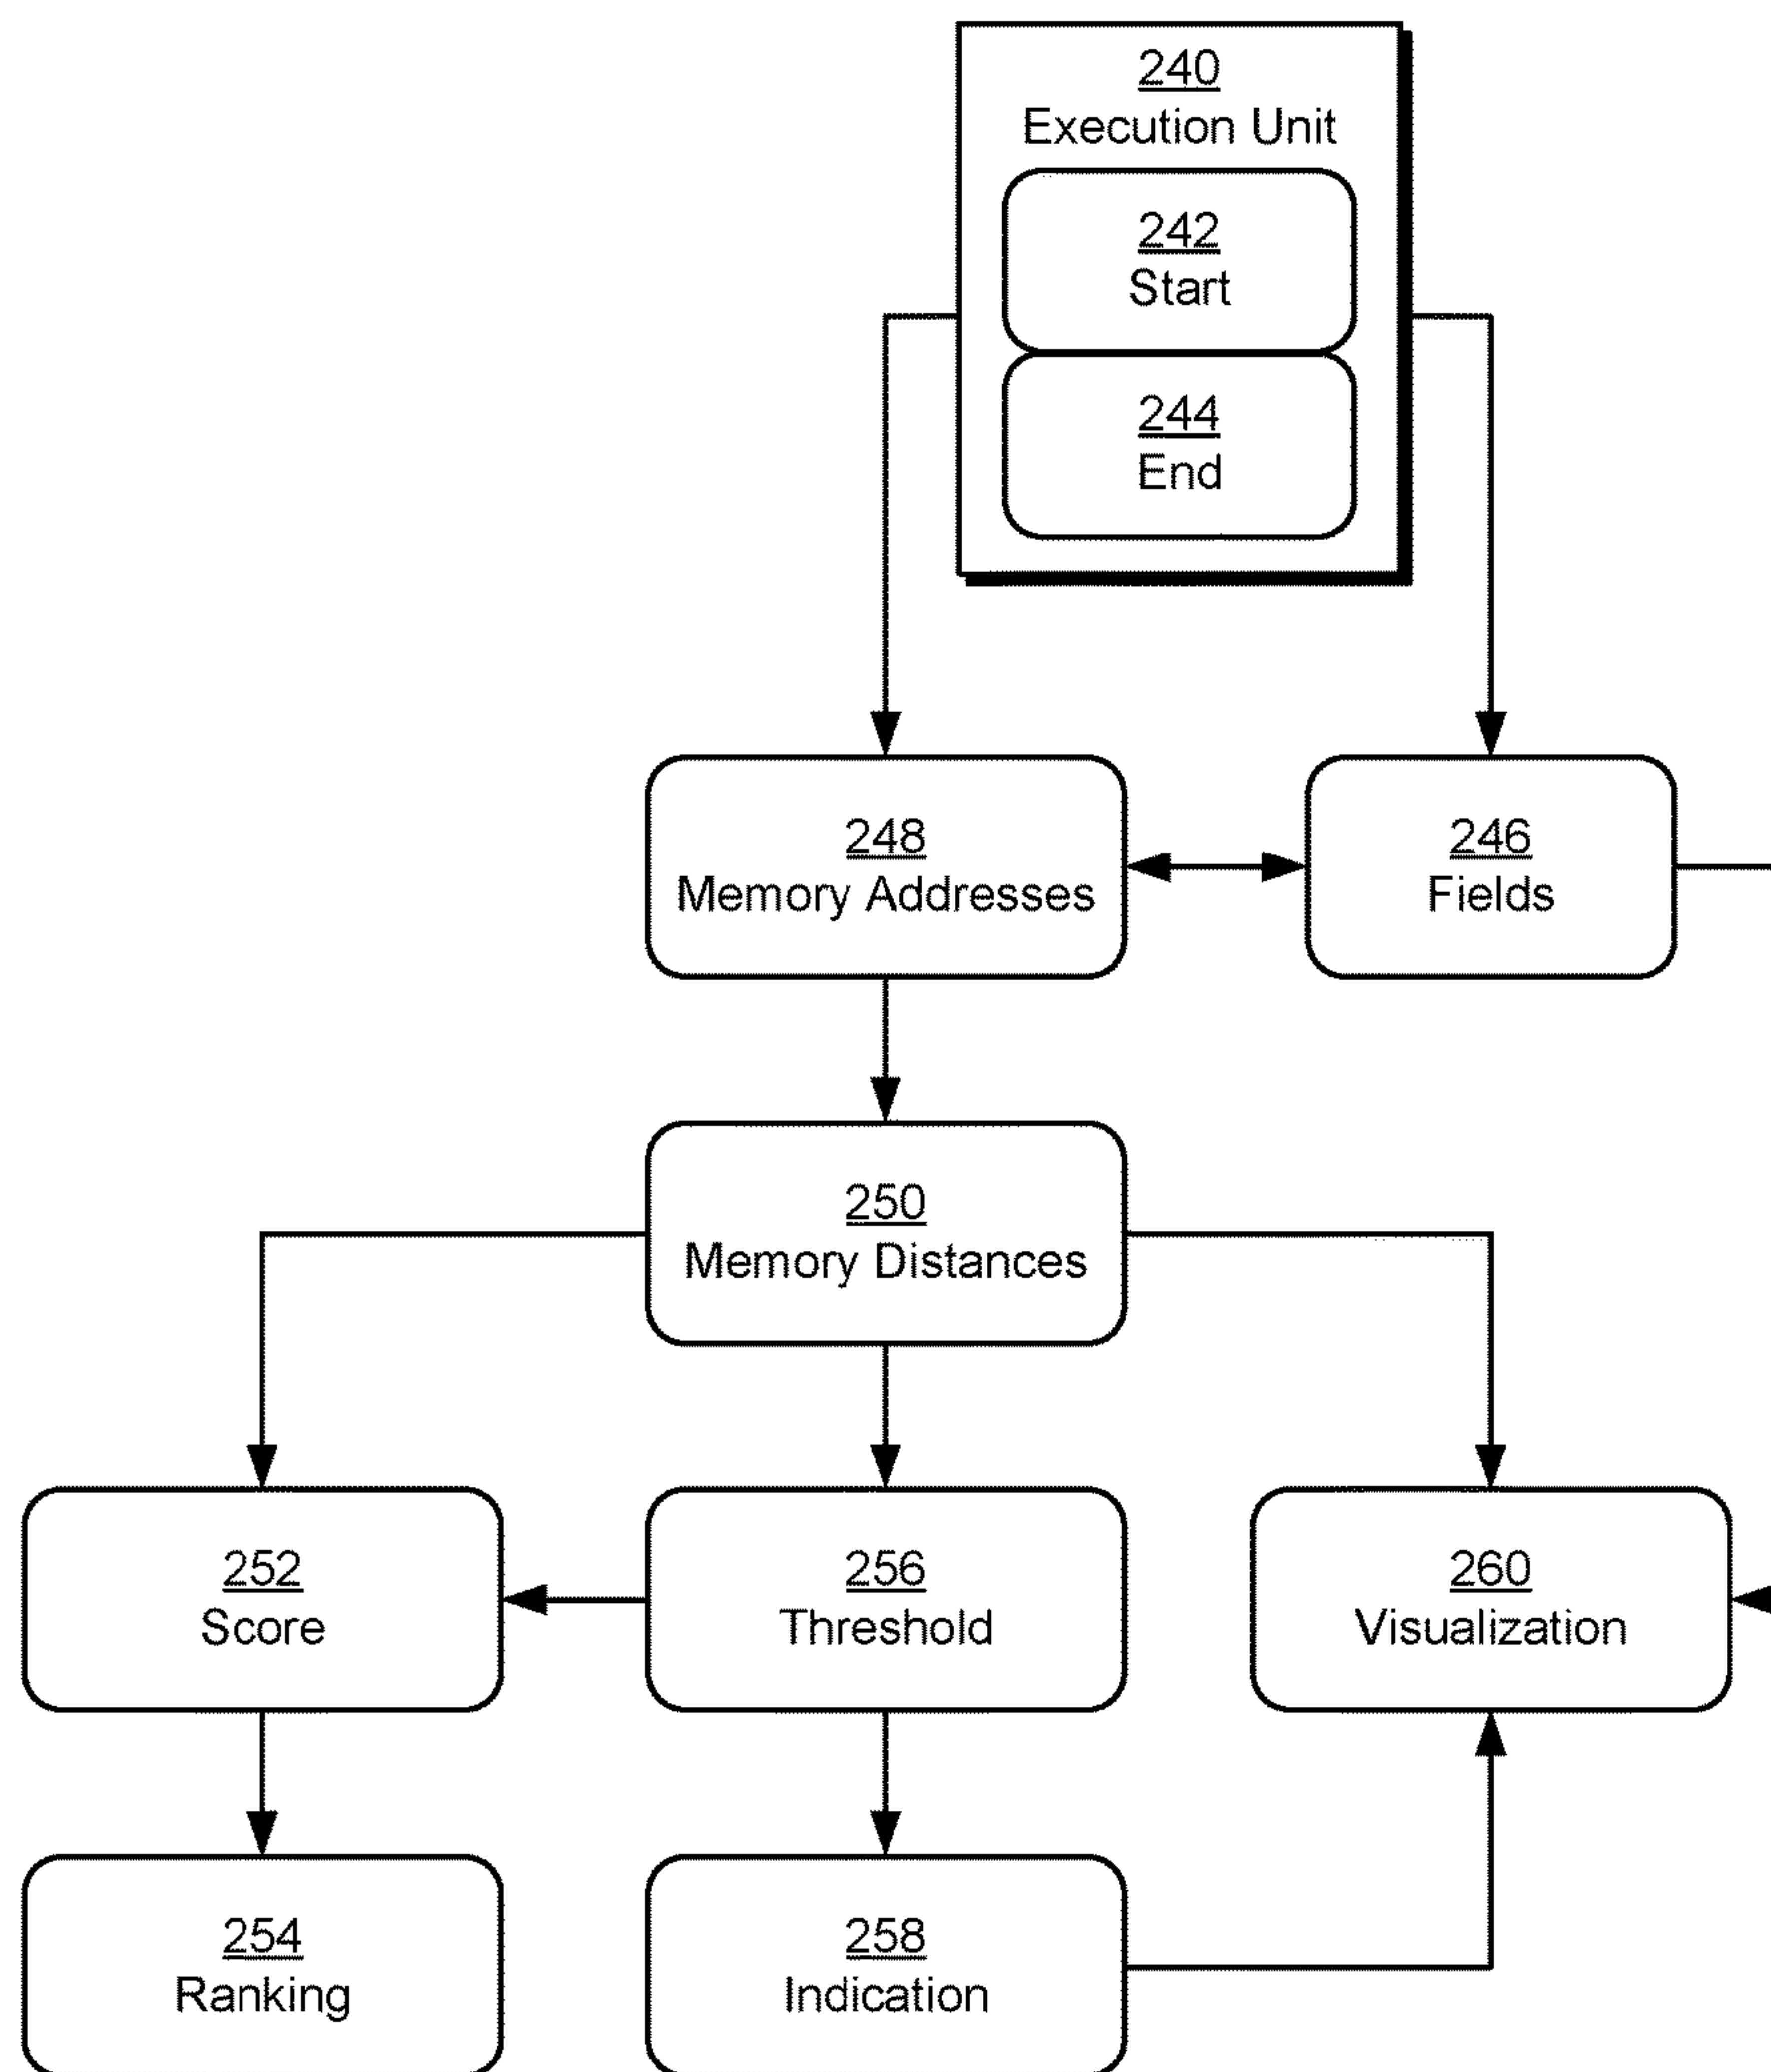 240
Execution Unit
242
Start
244
End
248
Memory Addresses
246
Fields
250
Memory Distances
252
Score
256
Threshold
260
Visualization
254
Ranking
258
Indication